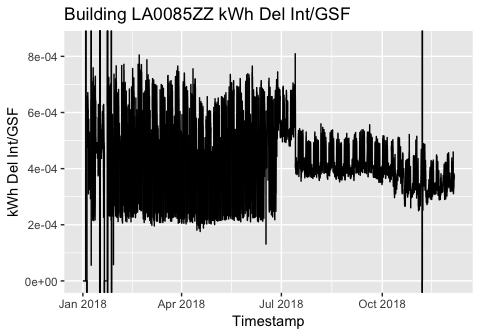 Building LA0085ZZ kWh Del Int/GSF
kWh Del Int/GSF
8e-04
6e-04
4e-04
2e-04
0e+00
Jan 2018
Apr 2018
Jul 2018
Oct 2018
Timestamp